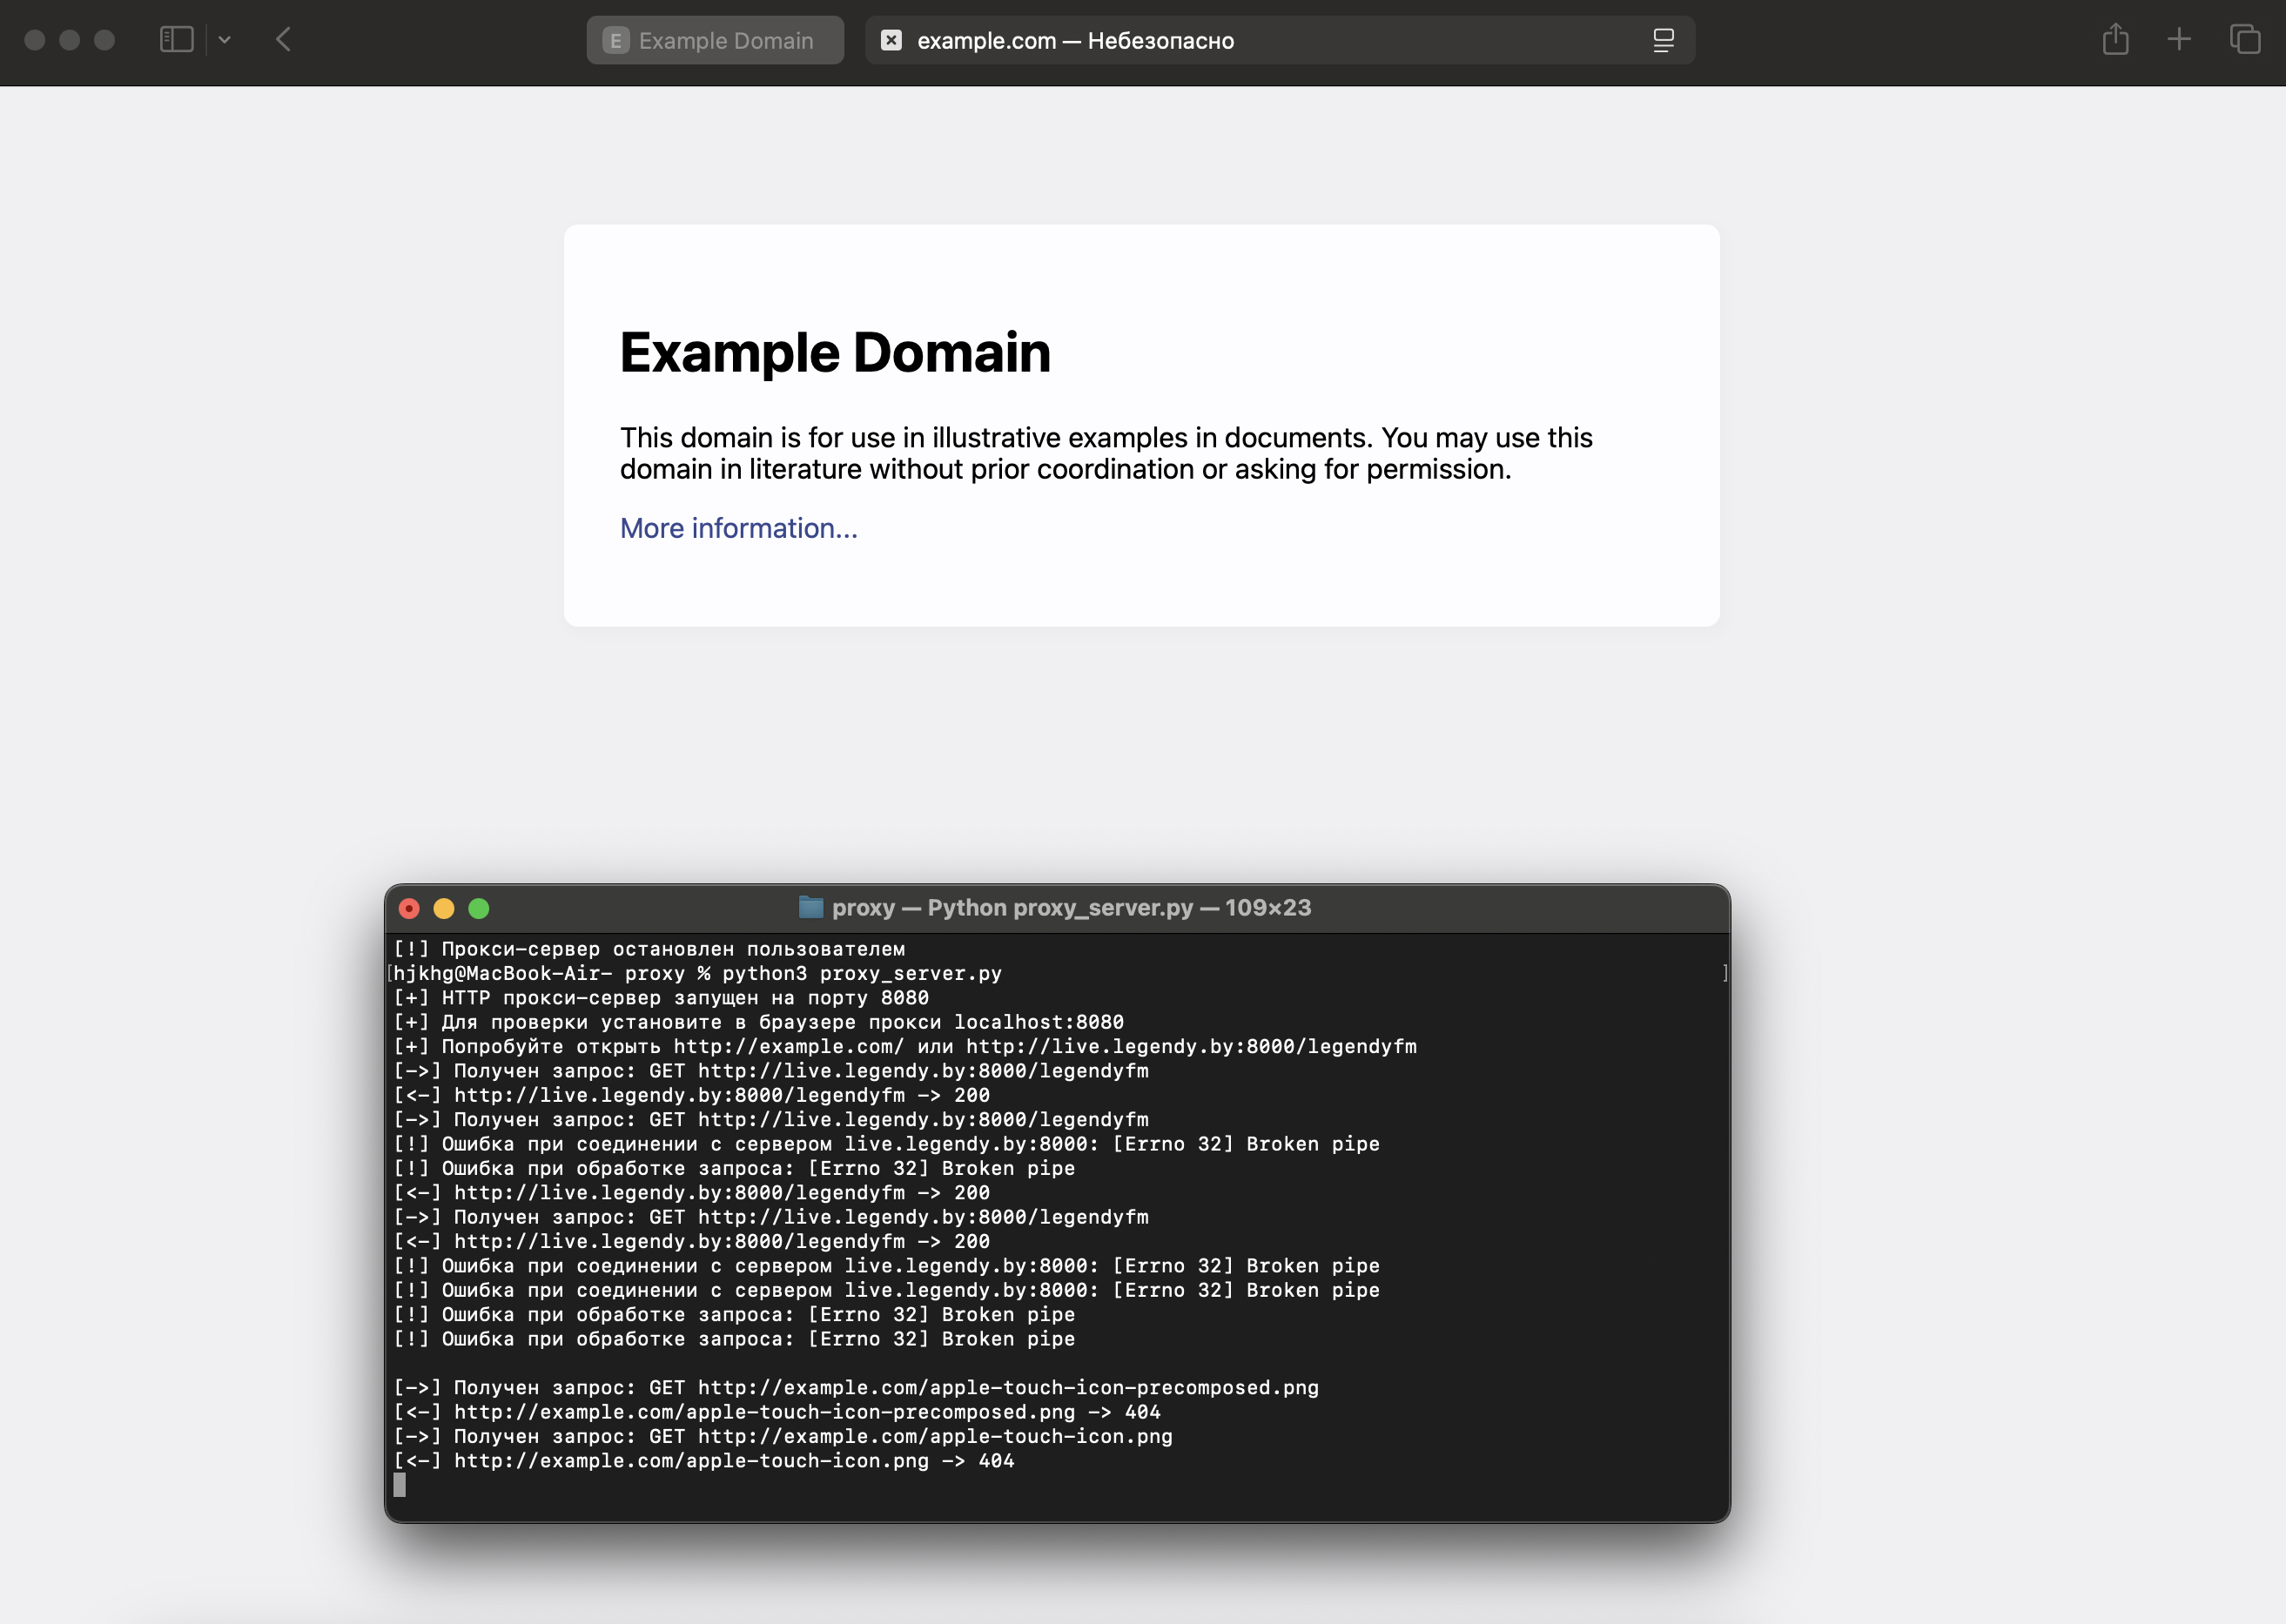 E Example Domain
example.com — Небезопасно
Example Domain
This domain is for use in illustrative examples in documents. You may use this
domain in literature without prior coordination or asking for permission.
More information...
proxy — Python proxy_server.py — 109×23
[!] Прокси-сервер остановлен пользователем
[hjkhg@MacBook-Air- proxy % python3 proxy_server.py ]
[+] HTTP прокси-сервер запущен на порту 8080
[+] Для проверки установите в браузере прокси localhost:8080
[+] Попробуйте открыть http://example.com/ или http://live.legendy.by:8000/legendyfm
[->] Получен запрос: GET http://live.legendy.by:8000/legendyfm
[<-] http://live.legendy.by:8000/legendyfm -> 200
[->] Получен запрос: GET http://live.legendy.by:8000/legendyfm
[!] Ошибка при соединении с сервером live.legendy.by:8000: [Errno 32] Broken pipe
[!] Ошибка при обработке запроса: [Errno 32] Broken pipe
[<-] http://live.legendy.by:8000/legendyfm -> 200
[->] Получен запрос: GET http://live.legendy.by:8000/legendyfm
[<-] http://live.legendy.by:8000/legendyfm -> 200
[!] Ошибка при соединении с сервером live.legendy.by:8000: [Errno 32] Broken pipe
[!] Ошибка при соединении с сервером live.legendy.by:8000: [Errno 32] Broken pipe
[!] Ошибка при обработке запроса: [Errno 32] Broken pipe
[!] Ошибка при обработке запроса: [Errno 32] Broken pipe
[->] Получен запрос: GET http://example.com/apple-touch-icon-precomposed.png
[<-] http://example.com/apple-touch-icon-precomposed.png -> 404
[->] Получен запрос: GET http://example.com/apple-touch-icon.png
[<-] http://example.com/apple-touch-icon.png -> 404